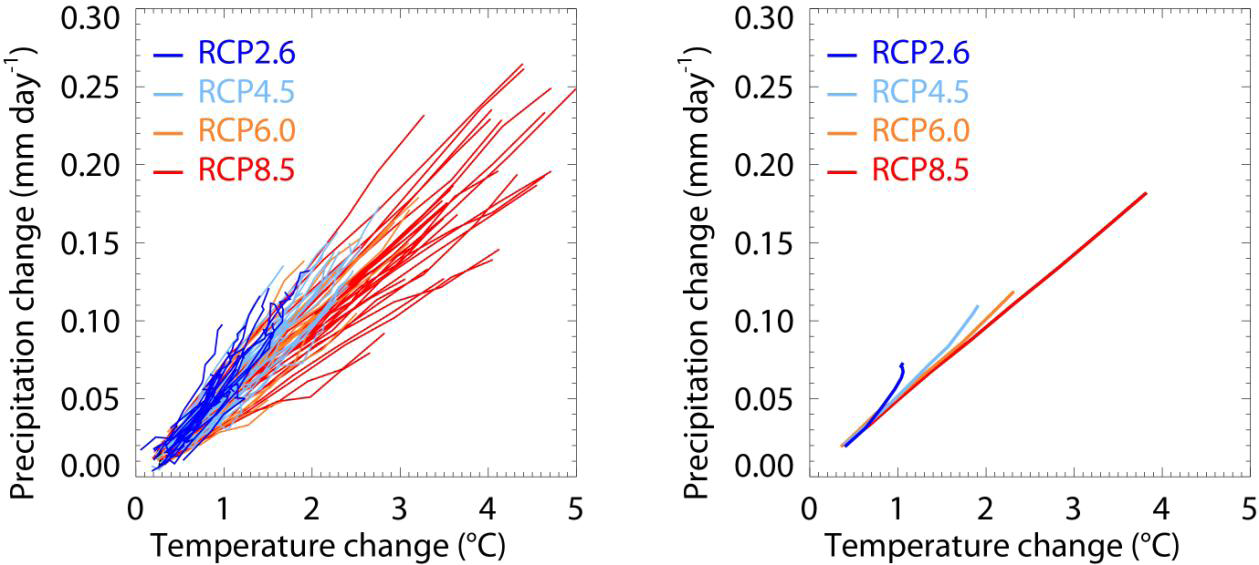 0.30
0.25
0.20
0.15
0.10
0.05
0.00
Precipitation change (mm day⁻¹)
RCP2.6
RCP4.5
RCP6.0
RCP8.5
0 1 2 3 4 5
Temperature change (°C)
0.30
0.25
0.20
0.15
0.10
0.05
0.00
Precipitation change (mm day⁻¹)
RCP2.6
RCP4.5
RCP6.0
RCP8.5
0 1 2 3 4 5
Temperature change (°C)